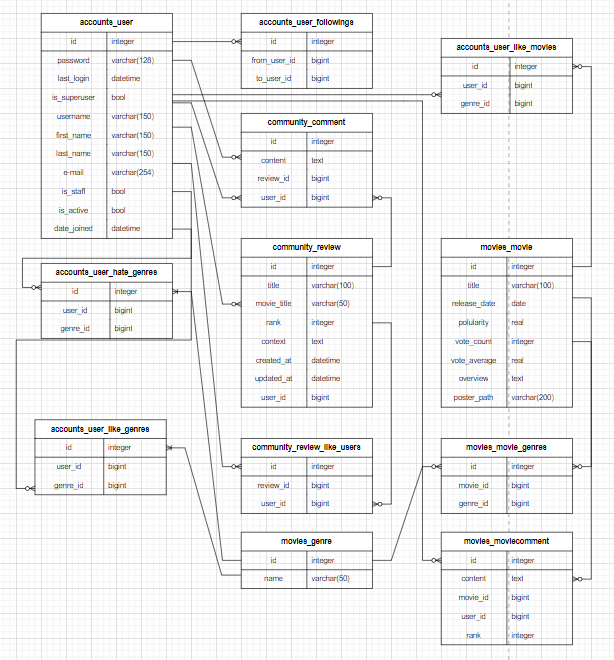 accounts_user
id integer
password varchar(128)
last_login datetime
is_superuser bool
username varchar(150)
first_name varchar(150)
last_name varchar(150)
e-mail varchar(254)
is_staff bool
is_active bool
date_joined datetime
accounts_user_followings
id integer
from_user_id bigint
to_user_id bigint
accounts_user_like_movies
id integer
user_id bigint
genre_id bigint
community_comment
id integer
content text
review_id bigint
user_id bigint
accounts_user_hate_genres
id integer
user_id bigint
genre_id bigint
community_review
id integer
title varchar(100)
movie_title varchar(50)
rank integer
context text
created_at datetime
updated_at datetime
user_id bigint
movies_movie
id integer
title varchar(100)
release_date date
polularity real
vote_count integer
vote_average real
overview text
poster_path varchar(200)
accounts_user_like_genres
id integer
user_id bigint
genre_id bigint
community_review_like_users
id integer
review_id bigint
user_id bigint
movies_movie_genres
id integer
movie_id bigint
genre_id bigint
movies_genre
id integer
name varchar(50)
movies_moviecomment
id integer
content text
movie_id bigint
user_id bigint
rank integer